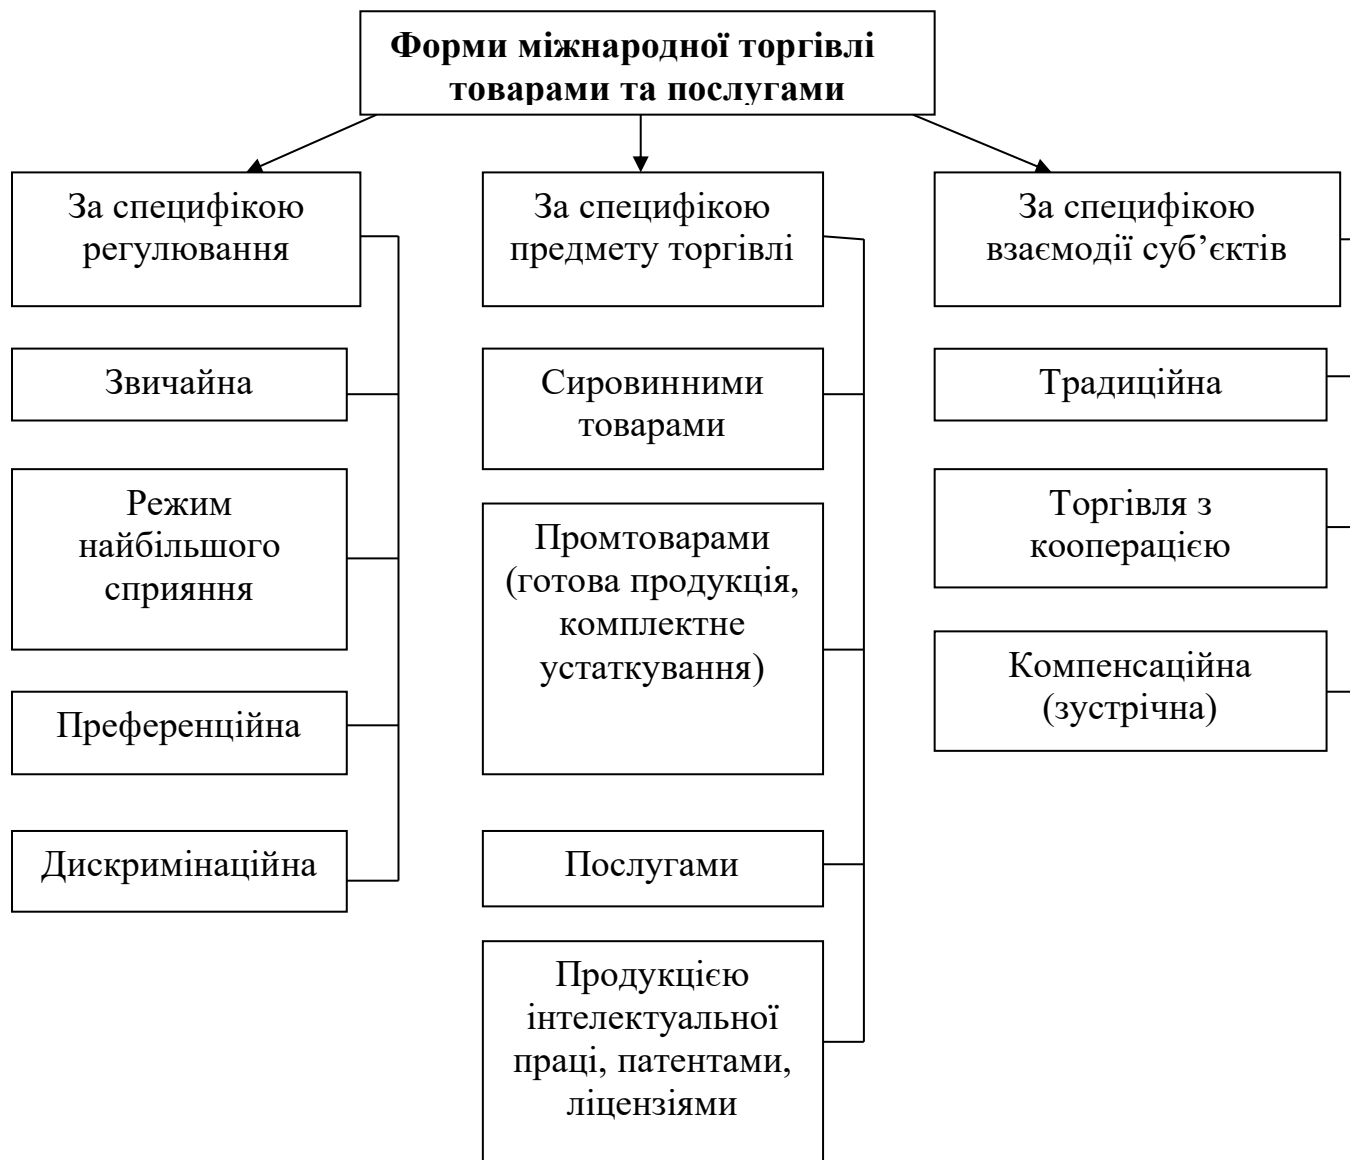 Форми міжнародної торгівлі
товарами та послугами
За специфікою
регулювання
Звичайна
Режим
найбільшого
сприяння
Преференційна
Дискримінаційна
За специфікою
предмету торгівлі
Сировинними
товарами
Промтоварами
(готова продукція,
комплектне
устаткування)
Послугами
Продукцією
інтелектуальної
праці, патентами,
ліцензіями
За специфікою
взаємодії суб’єктів
Традиційна
Торгівля з
кооперацією
Компенсаційна
(зустрічна)